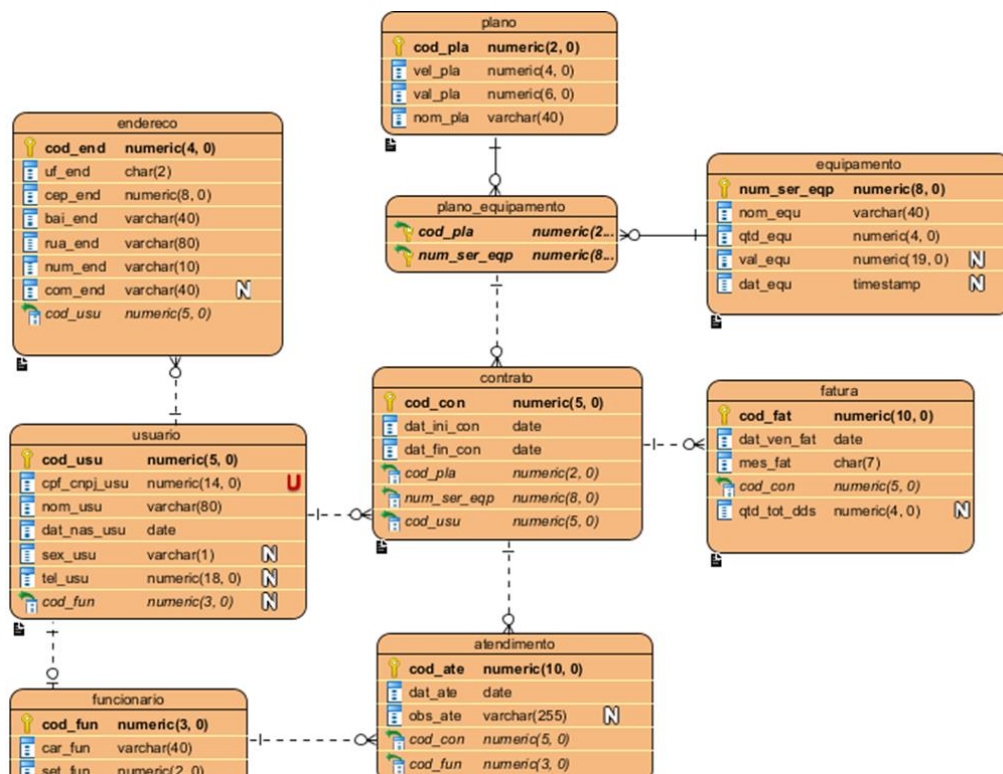 plano
cod_pla numeric(2, 0)
vel_pla numeric(4, 0)
val_pla numeric(6, 0)
nom_pla varchar(40)
endereco
cod_end numeric(4, 0)
uf_end char(2)
cep_end numeric(8, 0)
bai_end varchar(40)
rua_end varchar(80)
num_end varchar(10)
com_end varchar(40) N
cod_usu numeric(5, 0)
plano_equipamento
cod_pla numeric(2...
num_ser_eqp numeric(8...
equipamento
num_ser_eqp numeric(8, 0)
nom_equ varchar(40)
qtd_equ numeric(4, 0)
val_equ numeric(19, 0) N
dat_equ timestamp N
contrato
cod_con numeric(5, 0)
dat_ini_con date
dat_fin_con date
cod_pla numeric(2, 0)
num_ser_eqp numeric(8, 0)
cod_usu numeric(5, 0)
fatura
cod_fat numeric(10, 0)
dat_ven_fat date
mes_fat char(7)
cod_con numeric(5, 0)
qtd_tot_dds numeric(4, 0) N
usuario
cod_usu numeric(5, 0)
cpf_cnpj_usu numeric(14, 0) U
nom_usu varchar(80)
dat_nas_usu date
sex_usu varchar(1) N
tel_usu numeric(18, 0) N
cod_fun numeric(3, 0) N
atendimento
cod_ate numeric(10, 0)
dat_ate date
obs_ate varchar(255) N
cod_con numeric(5, 0)
cod_fun numeric(3, 0)
funcionario
cod_fun numeric(3, 0)
car_fun varchar(40)
set_fun numeric(2, 0)